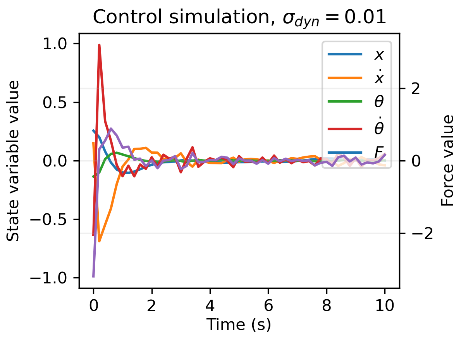 Control simulation, σ_dyn = 0.01
State variable value
1.0
0.5
0.0
−0.5
−1.0
x
ẋ
θ
θ̇
F
2
0
−2
Force value
0 2 4 6 8 10
Time (s)